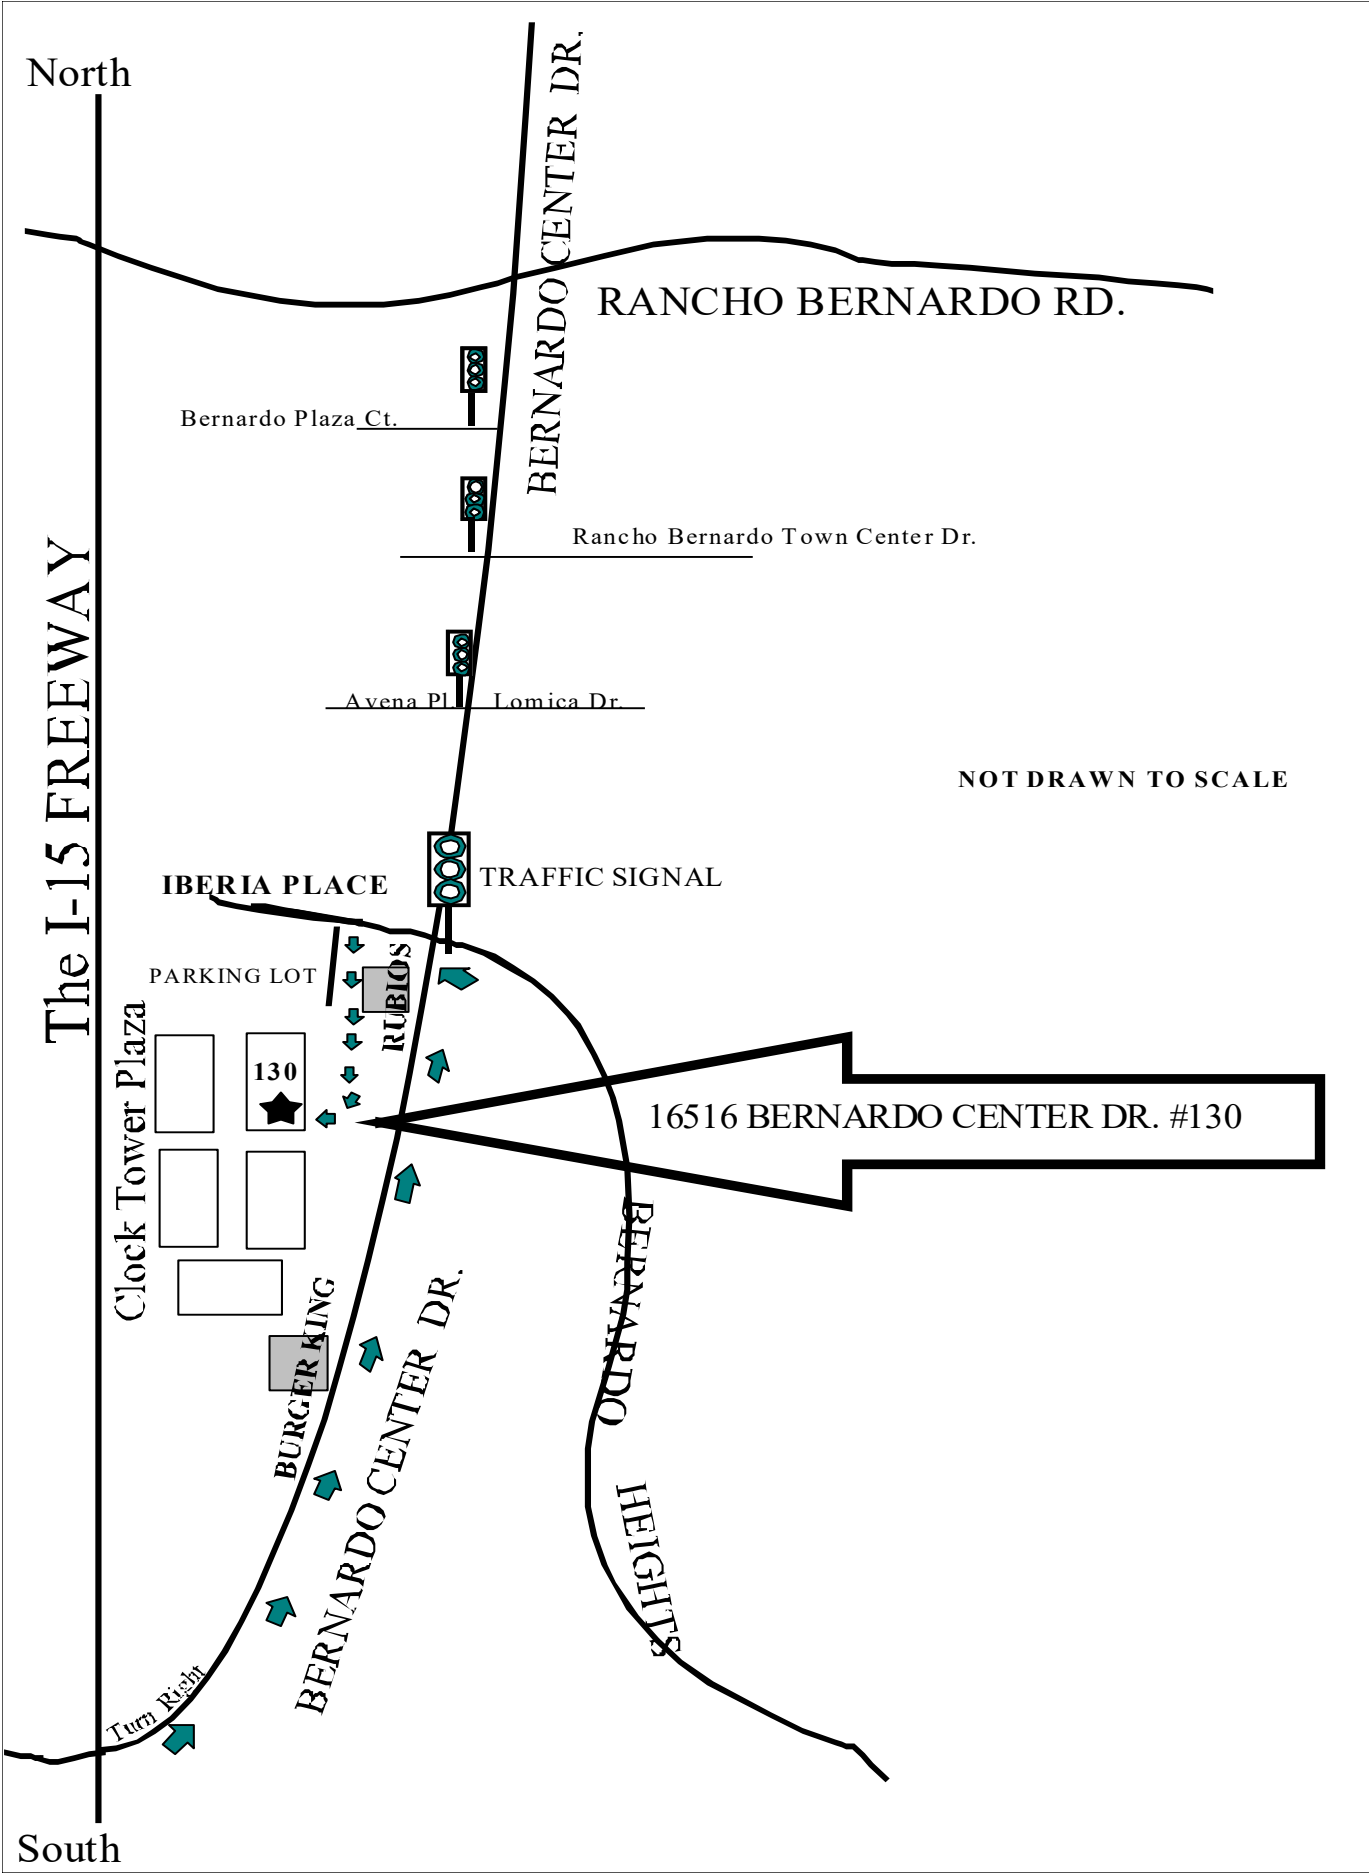 North
BERNARDO CENTER DR.
RANCHO BERNARDO RD.
Bernardo Plaza Ct.
Rancho Bernardo Town Center Dr.
The I-15 FREEWAY
Avena Pl.
Lomica Dr.
NOT DRAWN TO SCALE
IBERIA PLACE
TRAFFIC SIGNAL
RUBIOS
PARKING LOT
Clock Tower Plaza
130
16516 BERNARDO CENTER DR. #130
BERNARDO
HEIGHTS
BURGER KING
BERNARDO CENTER DR.
Turn Right
South